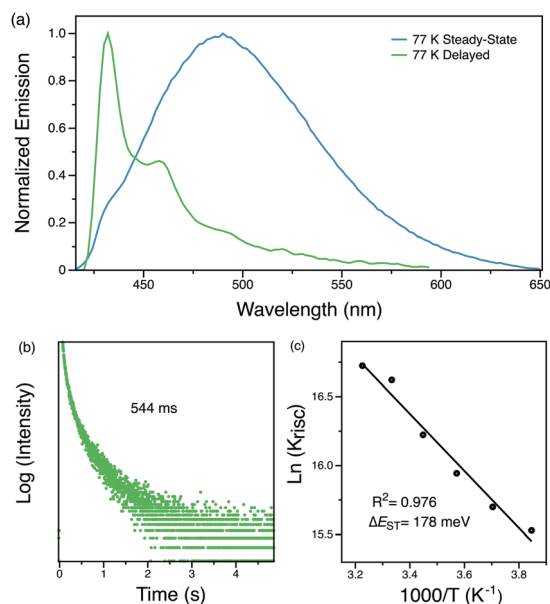 (a)
77 K Steady-State
77 K Delayed
Normalized Emission
1.0
0.8
0.6
0.4
0.2
0
450
500
550
600
650
Wavelength (nm)
(b)
544 ms
Log (Intensity)
0
1
2
3
4
Time (s)
(c)
Ln (Krisc)
16.5
16.0
15.5
R²= 0.976
ΔE_ST= 178 meV
3.2
3.4
3.6
3.8
1000/T (K⁻¹)